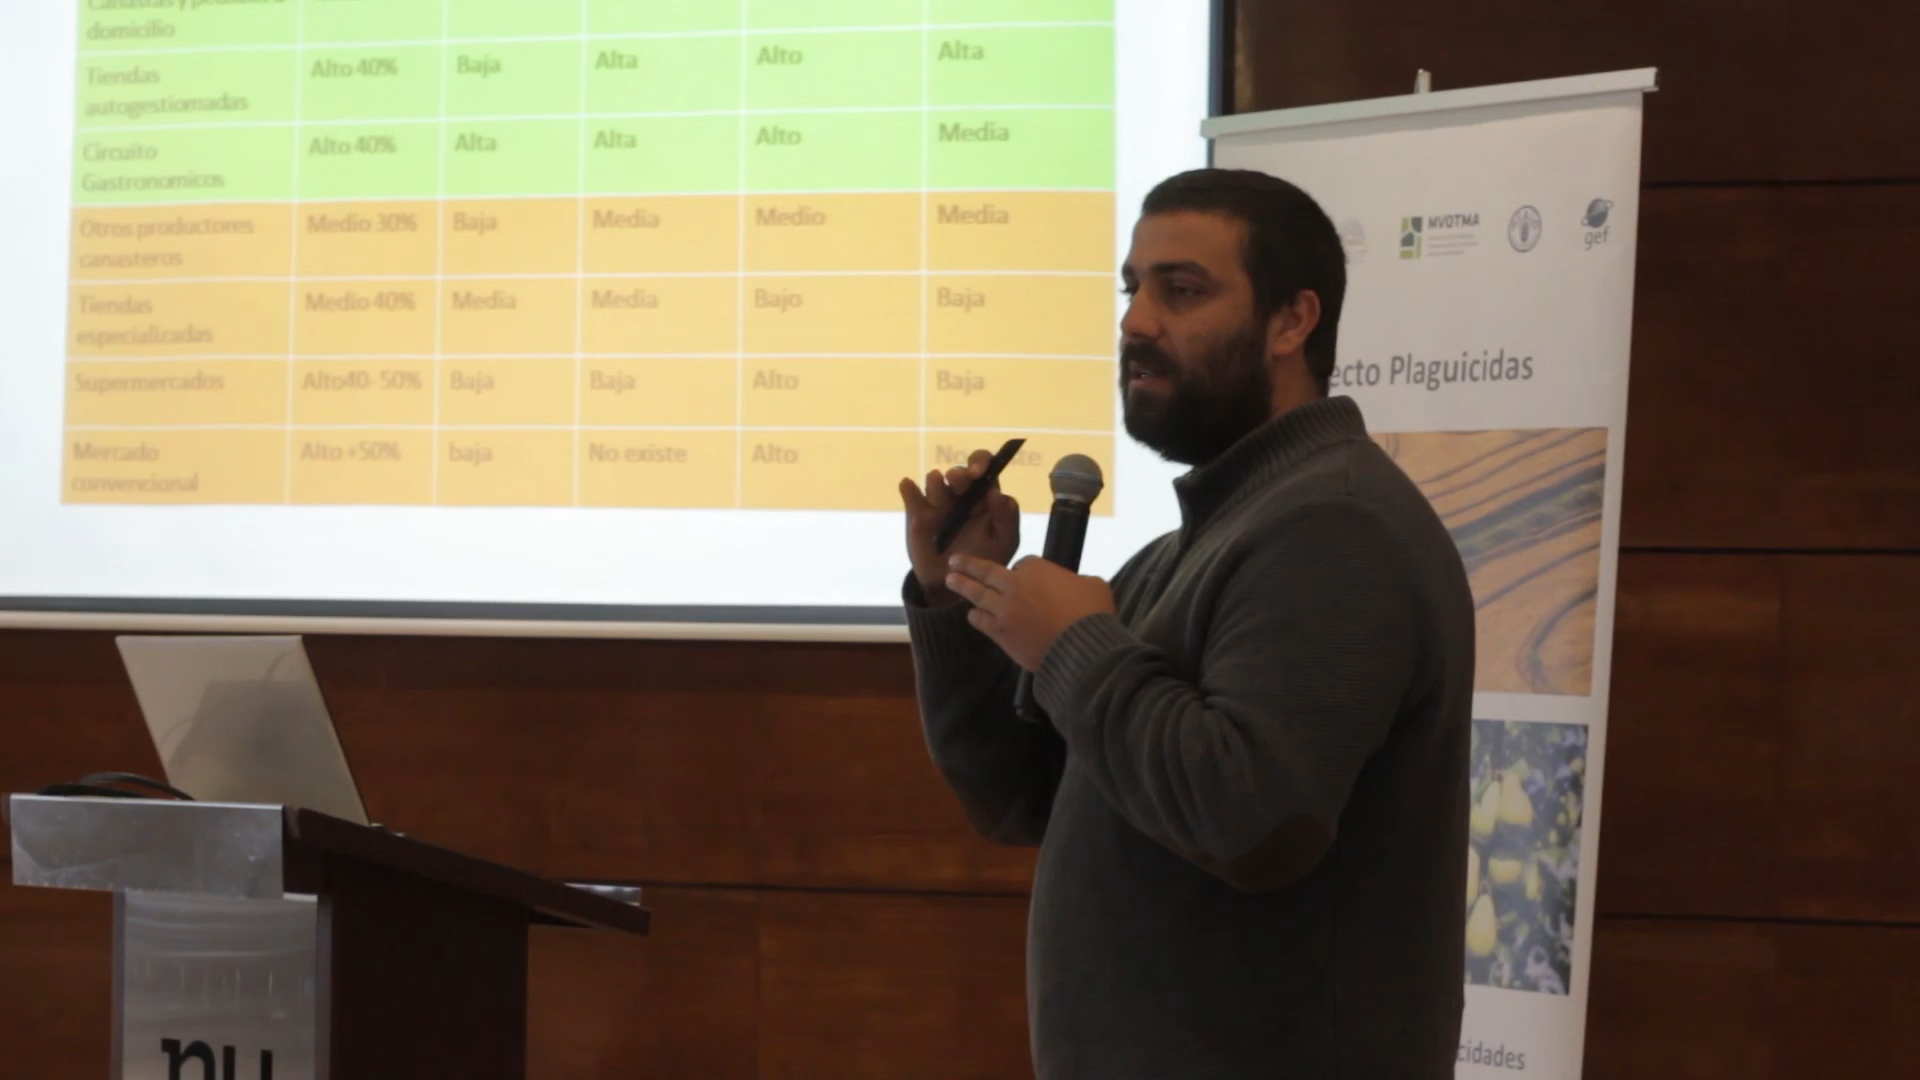 domicilio
Alto 40% Baja Alta Alto Alta
Tiendas
autogestiomadas
Alto 40% Alta Alta Alto Media
Circuito
Gastronomicos
Otros productores Medio 30% Baja Media Medio Media
canasteros
Tiendas Medio 40% Media Media Bajo Baja
especializadas
Supermercados Alto40- 50% Baja Baja Alto Baja
Mercado Alto +50% baja No existe Alto
convencional
MVOTMA
gef
ecto Plaguicidas
cidades
nu